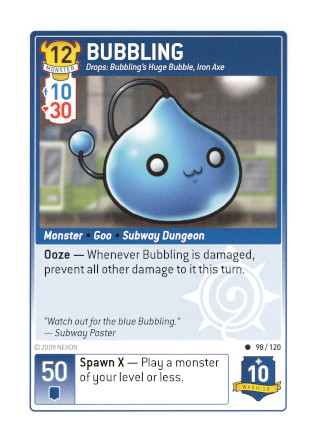 12
MONSTER
BUBBLING
Drops: Bubbling's Huge Bubble, Iron Axe
10
30
Monster • Goo • Subway Dungeon
Ooze — Whenever Bubbling is damaged,
prevent all other damage to it this turn.
"Watch out for the blue Bubbling."
— Subway Poster
© 2009 NEXON
98 / 120
50
Spawn X — Play a monster
of your level or less.
+
10
WARRIOR